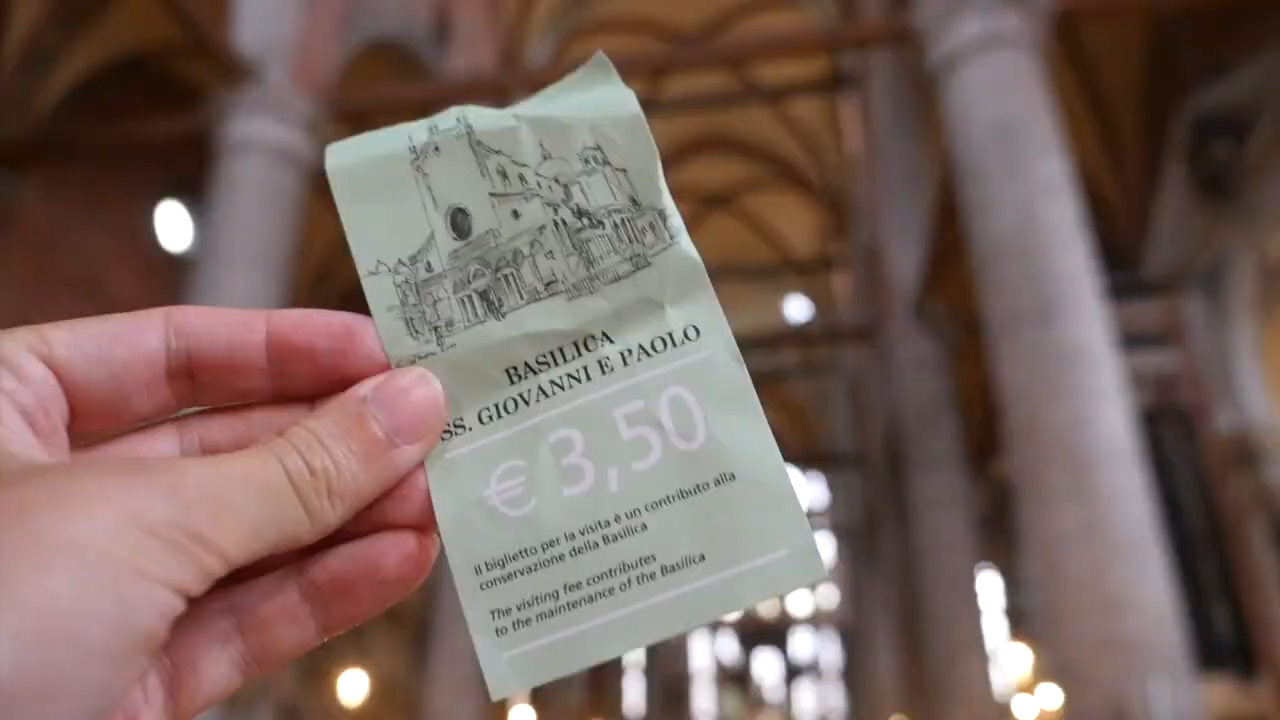 BASILICA
SS. GIOVANNI E PAOLO
€ 3,50
Il biglietto per la visita è un contributo alla
conservazione della Basilica
The visiting fee contributes
to the maintenance of the Basilica